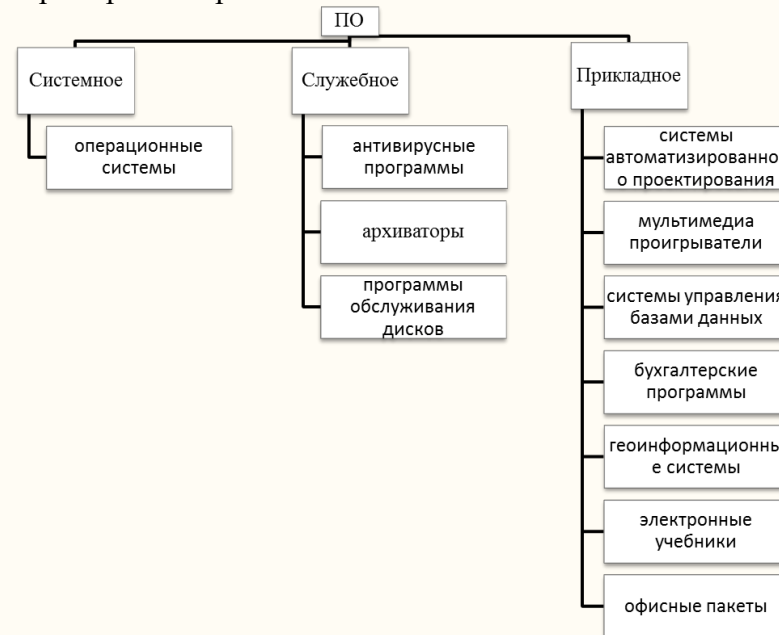 ПО
Системное
операционные
системы
Служебное
антивирусные
программы
архиваторы
программы
обслуживания
дисков
Прикладное
системы
автоматизированно
о проектирования
мультимедиа
проигрыватели
системы управления
базами данных
бухгалтерские
программы
геоинформационны
е системы
электронные
учебники
офисные пакеты